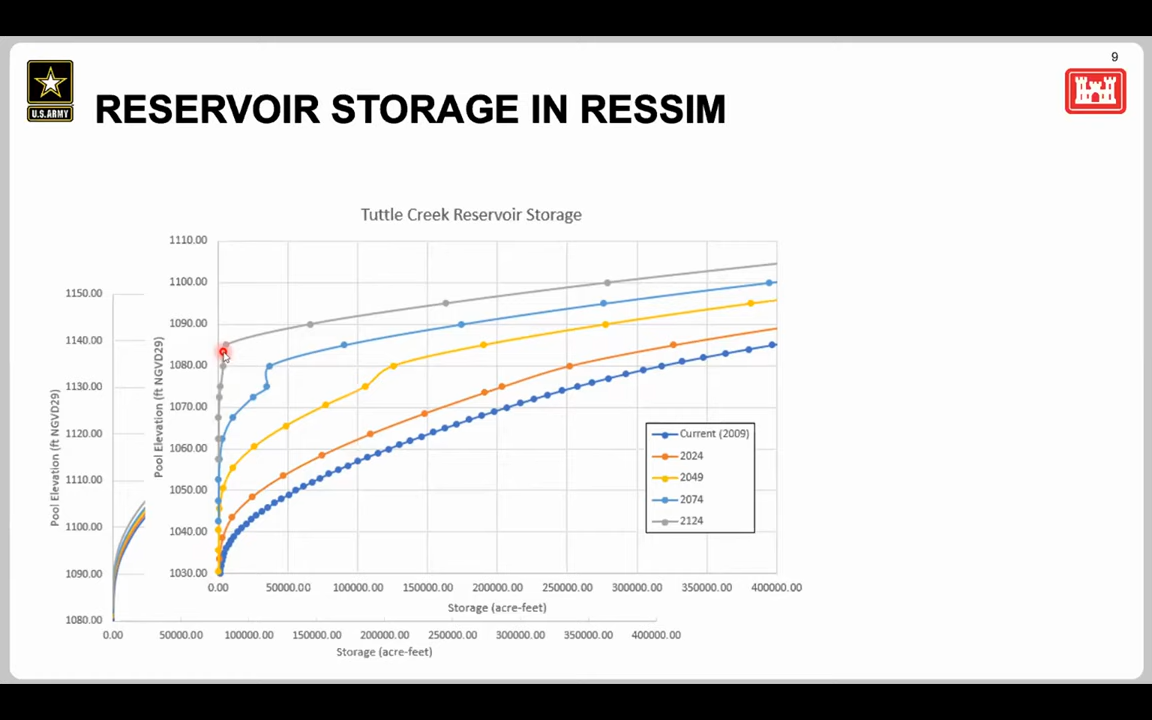 9
U.S.ARMY
RESERVOIR STORAGE IN RESSIM
Tuttle Creek Reservoir Storage
1110.00
1100.00
1090.00
1080.00
1070.00
1060.00
1050.00
1040.00
1030.00
Pool Elevation (ft NGVD29)
0.00 50000.00 100000.00 150000.00 200000.00 250000.00 300000.00 350000.00 400000.00
Storage (acre-feet)
Current (2009)
2024
2049
2074
2124
1150.00
1140.00
1130.00
1120.00
1110.00
1100.00
1090.00
1080.00
Pool Elevation (ft NGVD29)
0.00 50000.00 100000.00 150000.00 200000.00 250000.00 300000.00 350000.00 400000.00
Storage (acre-feet)